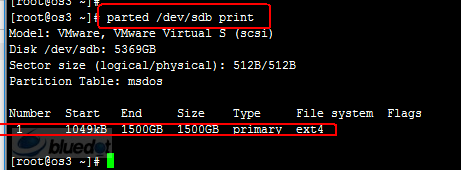 [root@os3 ~]#
[root@os3 ~]# parted /dev/sdb print
Model: VMware, VMware Virtual S (scsi)
Disk /dev/sdb: 5369GB
Sector size (logical/physical): 512B/512B
Partition Table: msdos
Number Start End Size Type File system Flags
1 1049kB 1500GB 1500GB primary ext4
bluedot
[root@os3 ~]#